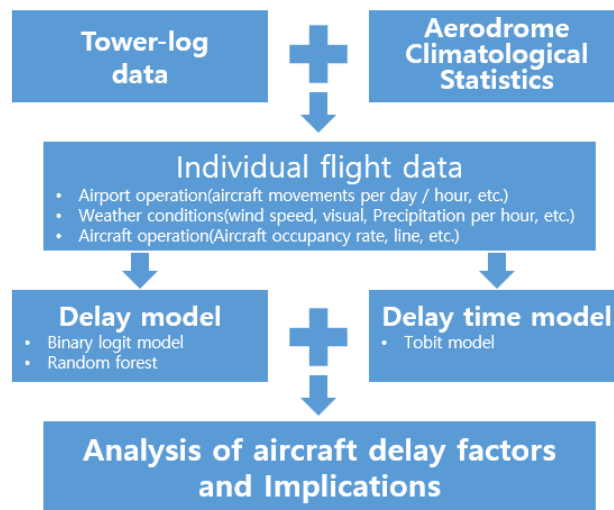 Tower-log
data
Aerodrome
Climatological
Statistics
Individual flight data
• Airport operation(aircraft movements per day / hour, etc.)
• Weather conditions(wind speed, visual, Precipitation per hour, etc.)
• Aircraft operation(Aircraft occupancy rate, line, etc.)
Delay model
• Binary logit model
• Random forest
Delay time model
• Tobit model
Analysis of aircraft delay factors
and Implications